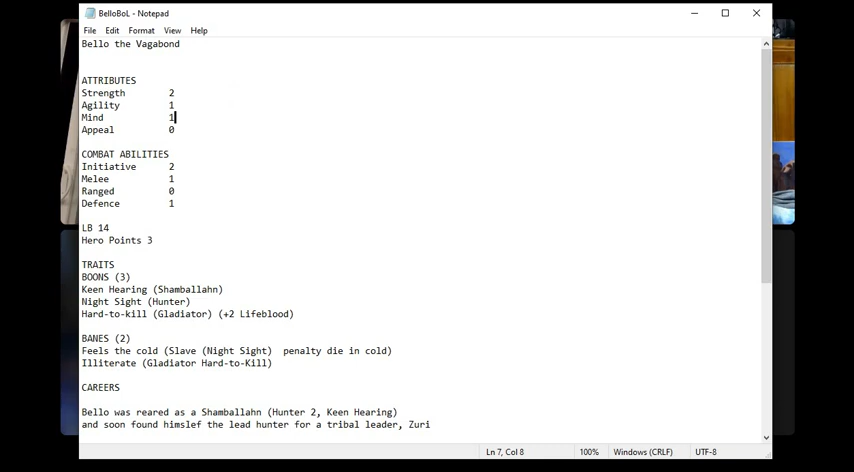 BelloBoL - Notepad
File Edit Format View Help
Bello the Vagabond
ATTRIBUTES
Strength 2
Agility 1
Mind 1
Appeal 0
COMBAT ABILITIES
Initiative 2
Melee 1
Ranged 0
Defence 1
LB 14
Hero Points 3
TRAITS
BOONS (3)
Keen Hearing (Shamballahn)
Night Sight (Hunter)
Hard-to-kill (Gladiator) (+2 Lifeblood)
BANES (2)
Feels the cold (Slave (Night Sight) penalty die in cold)
Illiterate (Gladiator Hard-to-Kill)
CAREERS
Bello was reared as a Shamballahn (Hunter 2, Keen Hearing)
and soon found himslef the lead hunter for a tribal leader, Zuri
Ln 7, Col 8 100% Windows (CRLF) UTF-8